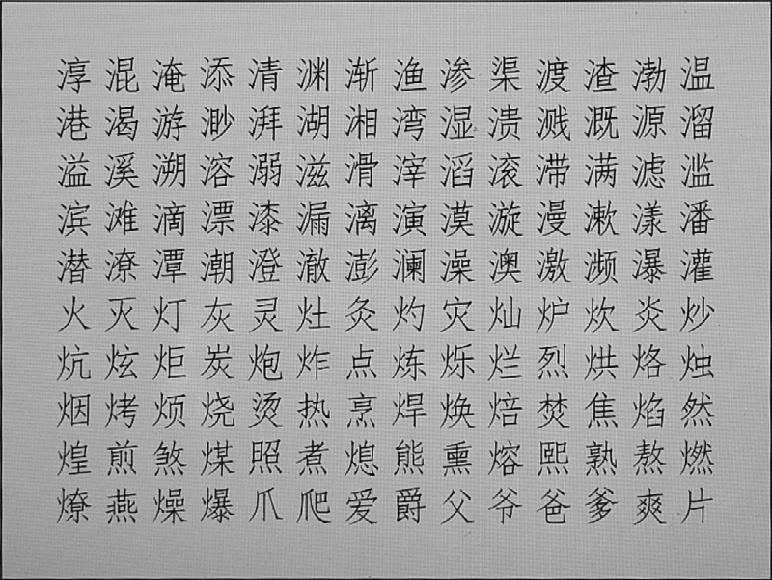 淳混淹添清渊渐渔渗渠渡渣渤温
港渴游渺湃湖湘湾湿溃溅溉源溜
溢溪溯溶溺滋滑滓滔滚滞满滤滥
滨滩滴漂漆漏漓演漠漩漫漱漾潘
潜潦潭潮澄澈澎澜澡澳激濒瀑灌
火灭灯灰灵灶灸灼灾灿炉炊炎炒
炕炫炬炭炮炸点炼烁烂烈烘烙烛
烟烤烦烧烫热烹焊焕焙焚焦焰然
煌煎煞煤照煮熄熊熏熔熙熟熬燃
燎燕燥爆爪爬爱爵父爷爸爹爽片